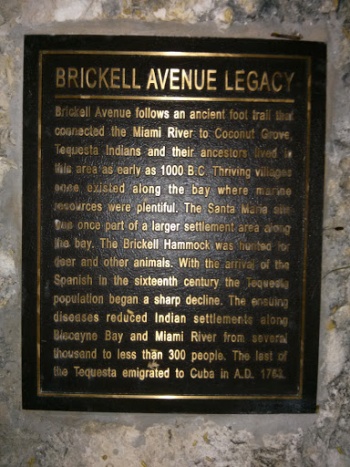 BRICKELL AVENUE LEGACY
Brickell Avenue follows an ancient foot trail that
connected the Miami River to Coconut Grove.
Tequesta Indians and their ancestors lived in
this area as early as 1000 B.C. Thriving villages
once existed along the bay where marine
resources were plentiful. The Santa Maria site
was once part of a larger settlement area along
the bay. The Brickell Hammock was hunted for
deer and other animals. With the arrival of the
Spanish in the sixteenth century the Tequesta
population began a sharp decline. The ensuing
diseases reduced Indian settlements along
Biscayne Bay and Miami River from several
thousand to less than 300 people. The last of
the Tequesta emigrated to Cuba in A.D. 1763.